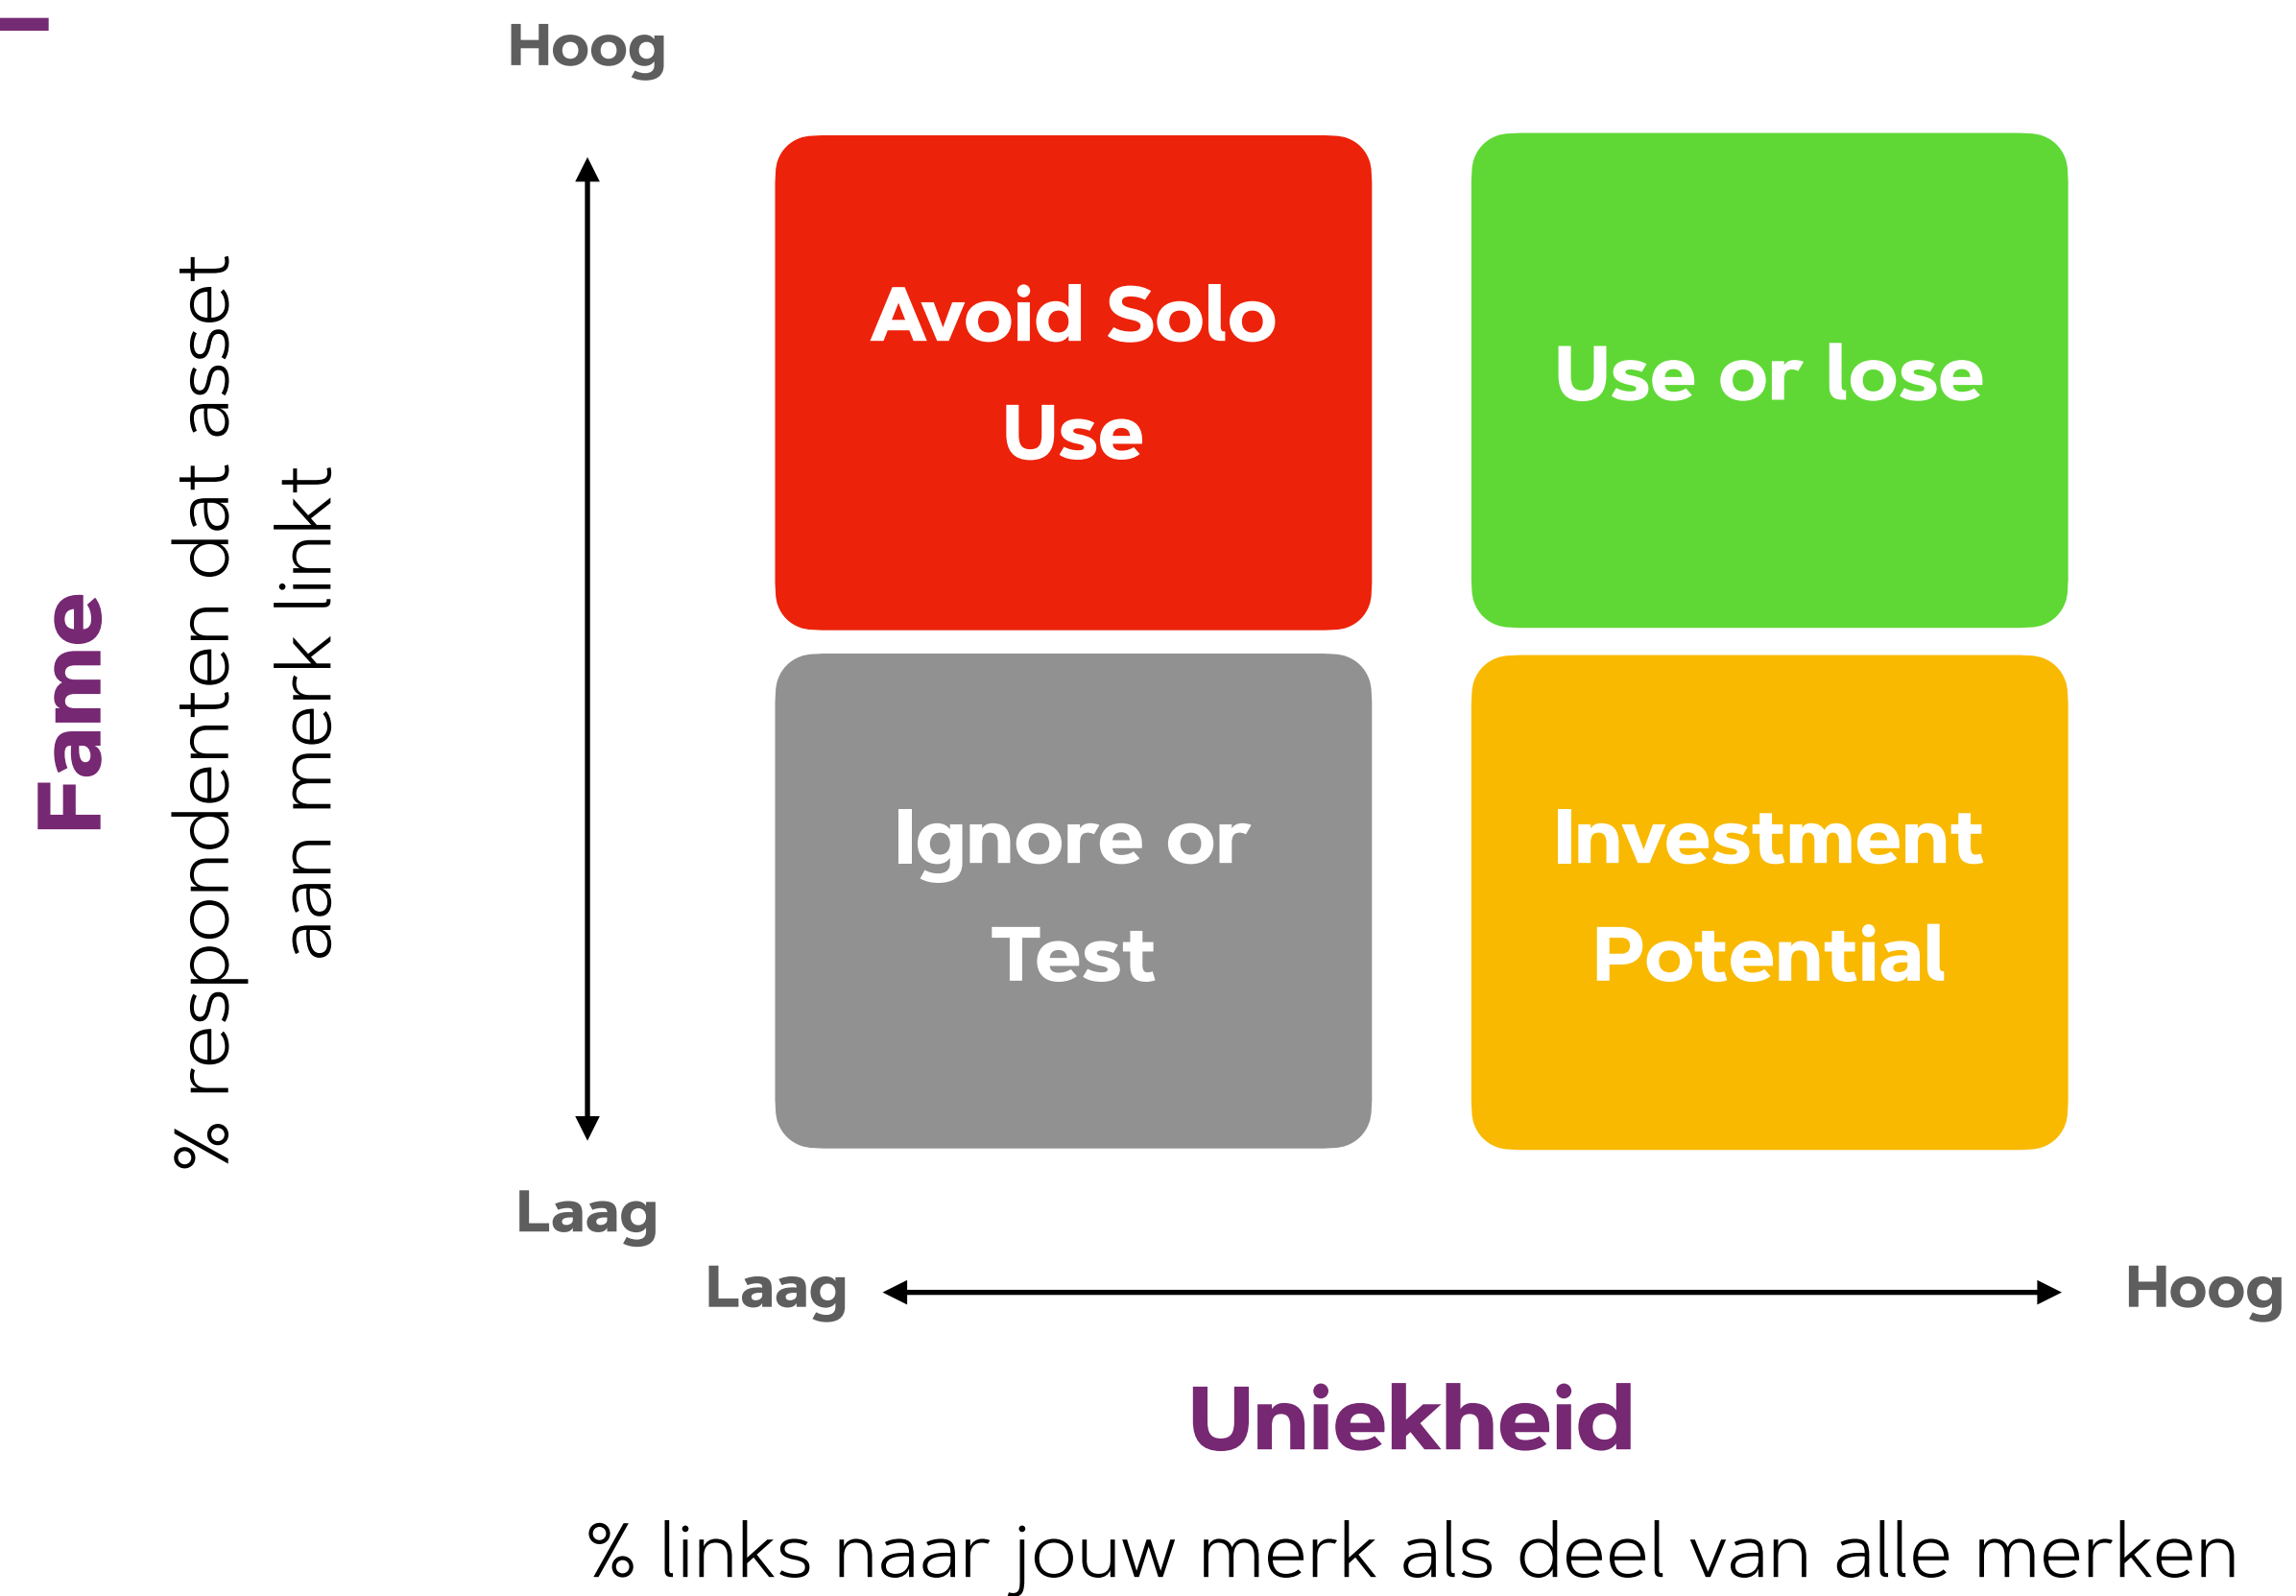 Hoog
Fame
% respondenten dat asset
aan merk linkt
Avoid Solo
Use
Use or lose
Ignore or
Test
Investment
Potential
Laag
Laag
Hoog
Uniekheid
% links naar jouw merk als deel van alle merken